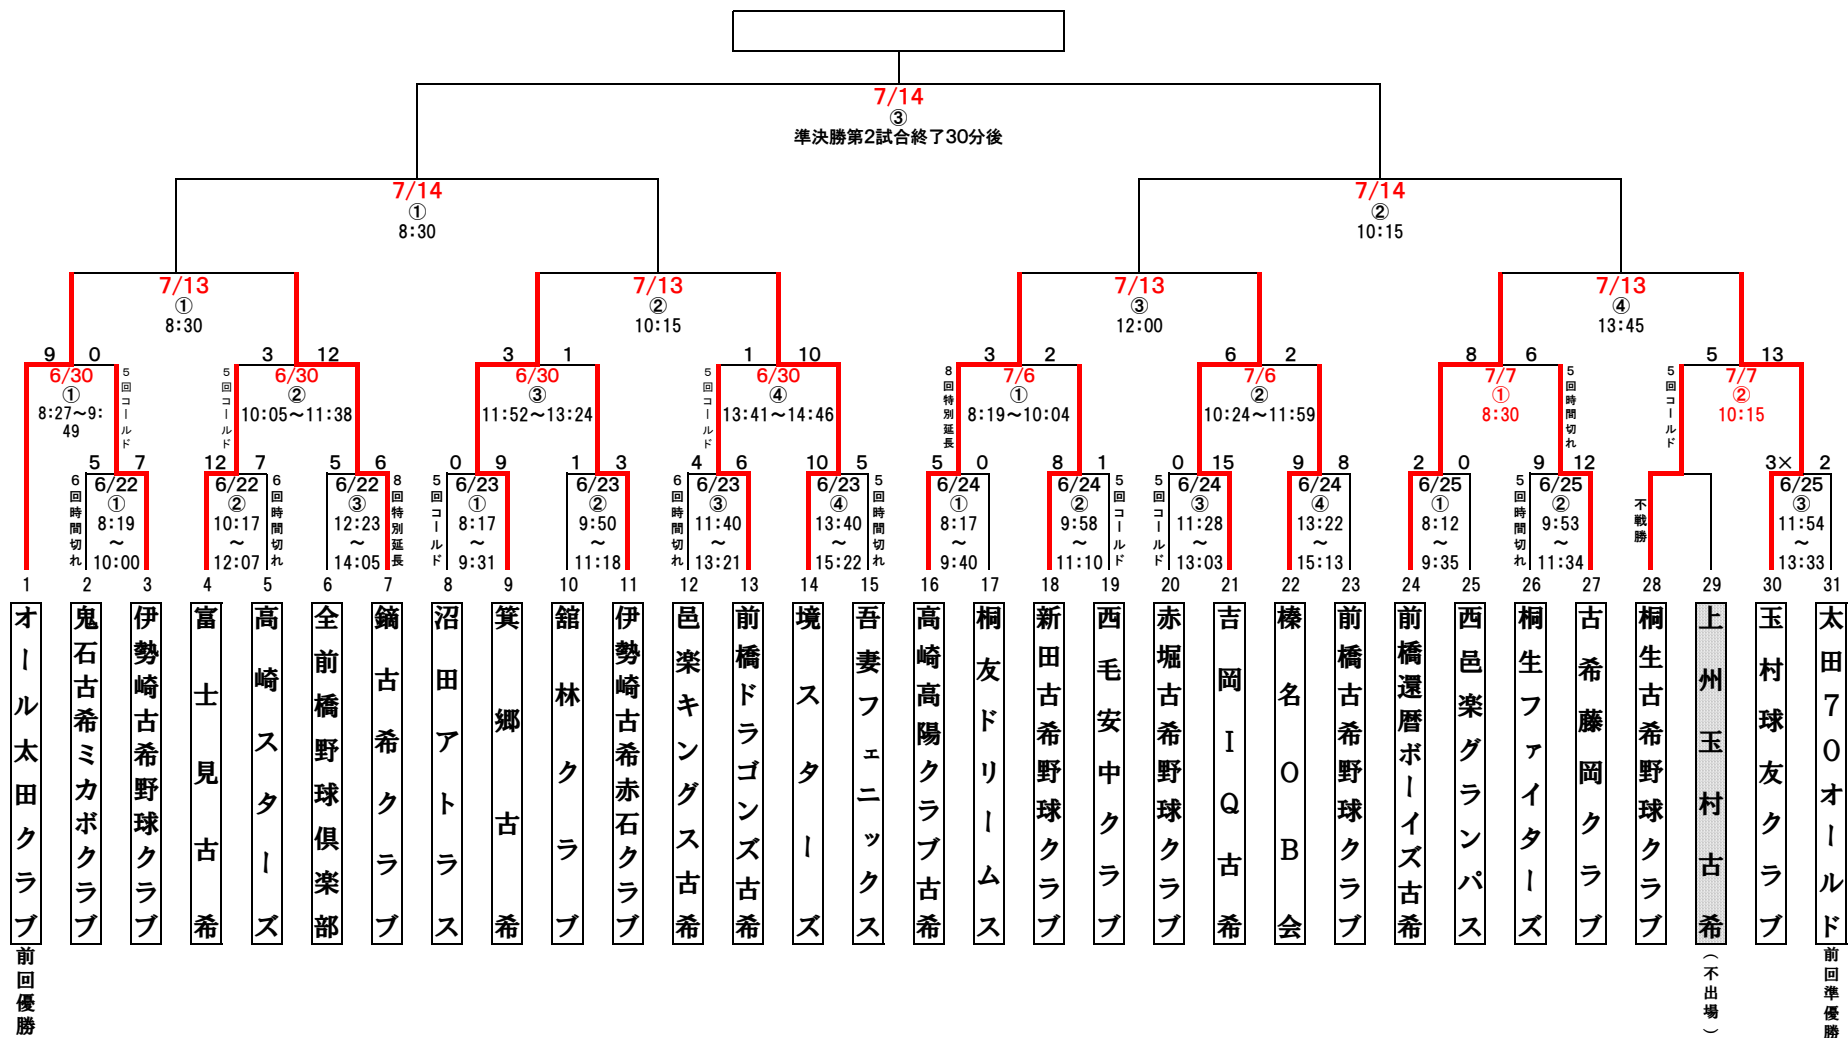 7/14
③
準決勝第2試合終了30分後
7/14
①
8:30
7/14
②
10:15
7/13
①
8:30
7/13
②
10:15
7/13
③
12:00
7/13
④
13:45
9 0
6/30
①
8:27～9:
49
5回コールド
5回コールド
3 12
6/30
②
10:05～11:38
3 1
6/30
③
11:52～13:24
5回コールド
1 10
6/30
④
13:41～14:46
8回特別延長
3 2
7/6
①
8:19～10:04
6 2
7/6
②
10:24～11:59
8 6
7/7
①
8:30
5回時間切れ
5回コールド
5 13
7/7
②
10:15
6回時間切れ
5 7
6/22
①
8:19
～
10:00
12 7
6/22
②
10:17
～
12:07
6回時間切れ
5 6
6/22
③
12:23
～
14:05
8回特別延長
5回コールド
0 9
6/23
①
8:17
～
9:31
1 3
6/23
②
9:50
～
11:18
6回時間切れ
4 6
6/23
③
11:40
～
13:21
10 5
6/23
④
13:40
～
15:22
5回時間切れ
5 0
6/24
①
8:17
～
9:40
8 1
6/24
②
9:58
～
11:10
5回コールド
5回コールド
0 15
6/24
③
11:28
～
13:03
9 8
6/24
④
13:22
～
15:13
2 0
6/25
①
8:12
～
9:35
5回時間切れ
9 12
6/25
②
9:53
～
11:34
不戦勝
3× 2
6/25
③
11:54
～
13:33
1 2 3 4 5 6 7 8 9 10 11 12 13 14 15 16 17 18 19 20 21 22 23 24 25 26 27 28 29 30 31
オール太田クラブ
鬼石古希ミカボクラブ
伊勢崎古希野球クラブ
富士見古希
高崎スターズ
全前橋野球倶楽部
鏑古希クラブ
沼田アトラス
箕郷古希
舘林クラブ
伊勢崎古希赤石クラブ
邑楽キングス古希
前橋ドラゴンズ古希
境スターズ
吾妻フェニックス
高崎高陽クラブ古希
桐友ドリームス
新田古希野球クラブ
西毛安中クラブ
赤堀古希野球クラブ
吉岡IQ古希
榛名OB会
前橋古希野球クラブ
前橋還暦ボーイズ古希
西邑楽グランパス
桐生ファイターズ
古希藤岡クラブ
桐生古希野球クラブ
上州玉村古希
玉村球友クラブ
太田70オールド
前回優勝
（不出場）
前回準優勝